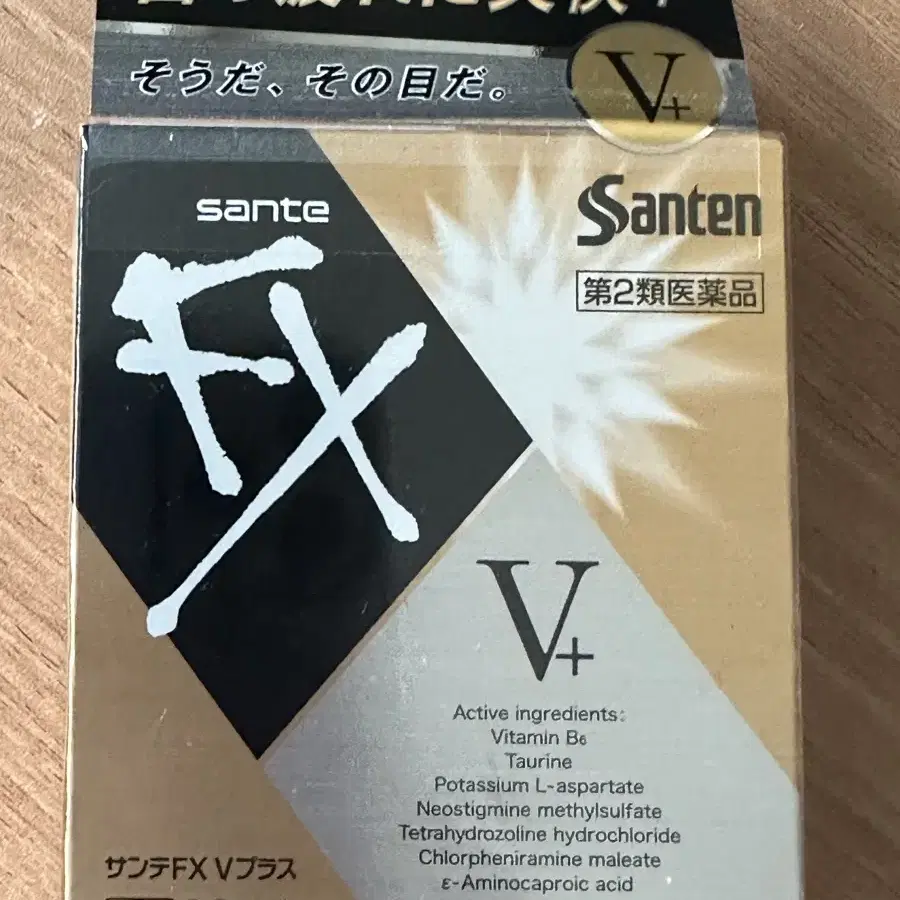 そうだ、その目だ。
V+
sante
FX
Santen
第2類医薬品
V+
Active ingredients:
Vitamin B6
Taurine
Potassium L-aspartate
Neostigmine methylsulfate
Tetrahydrozoline hydrochloride
Chlorpheniramine maleate
ε-Aminocaproic acid
サンテFX Vプラス